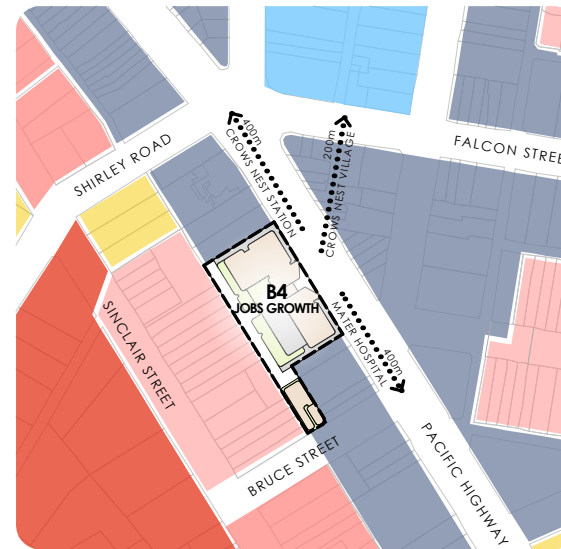 SHIRLEY ROAD
400m
CROWS NEST STATION
200m
CROWS NEST VILLAGE
FALCON STREE
B4
JOBS GROWTH
SINCLAIR STREET
MATER HOSPITAL
400m
BRUCE STREET
PACIFIC HIGHWAY